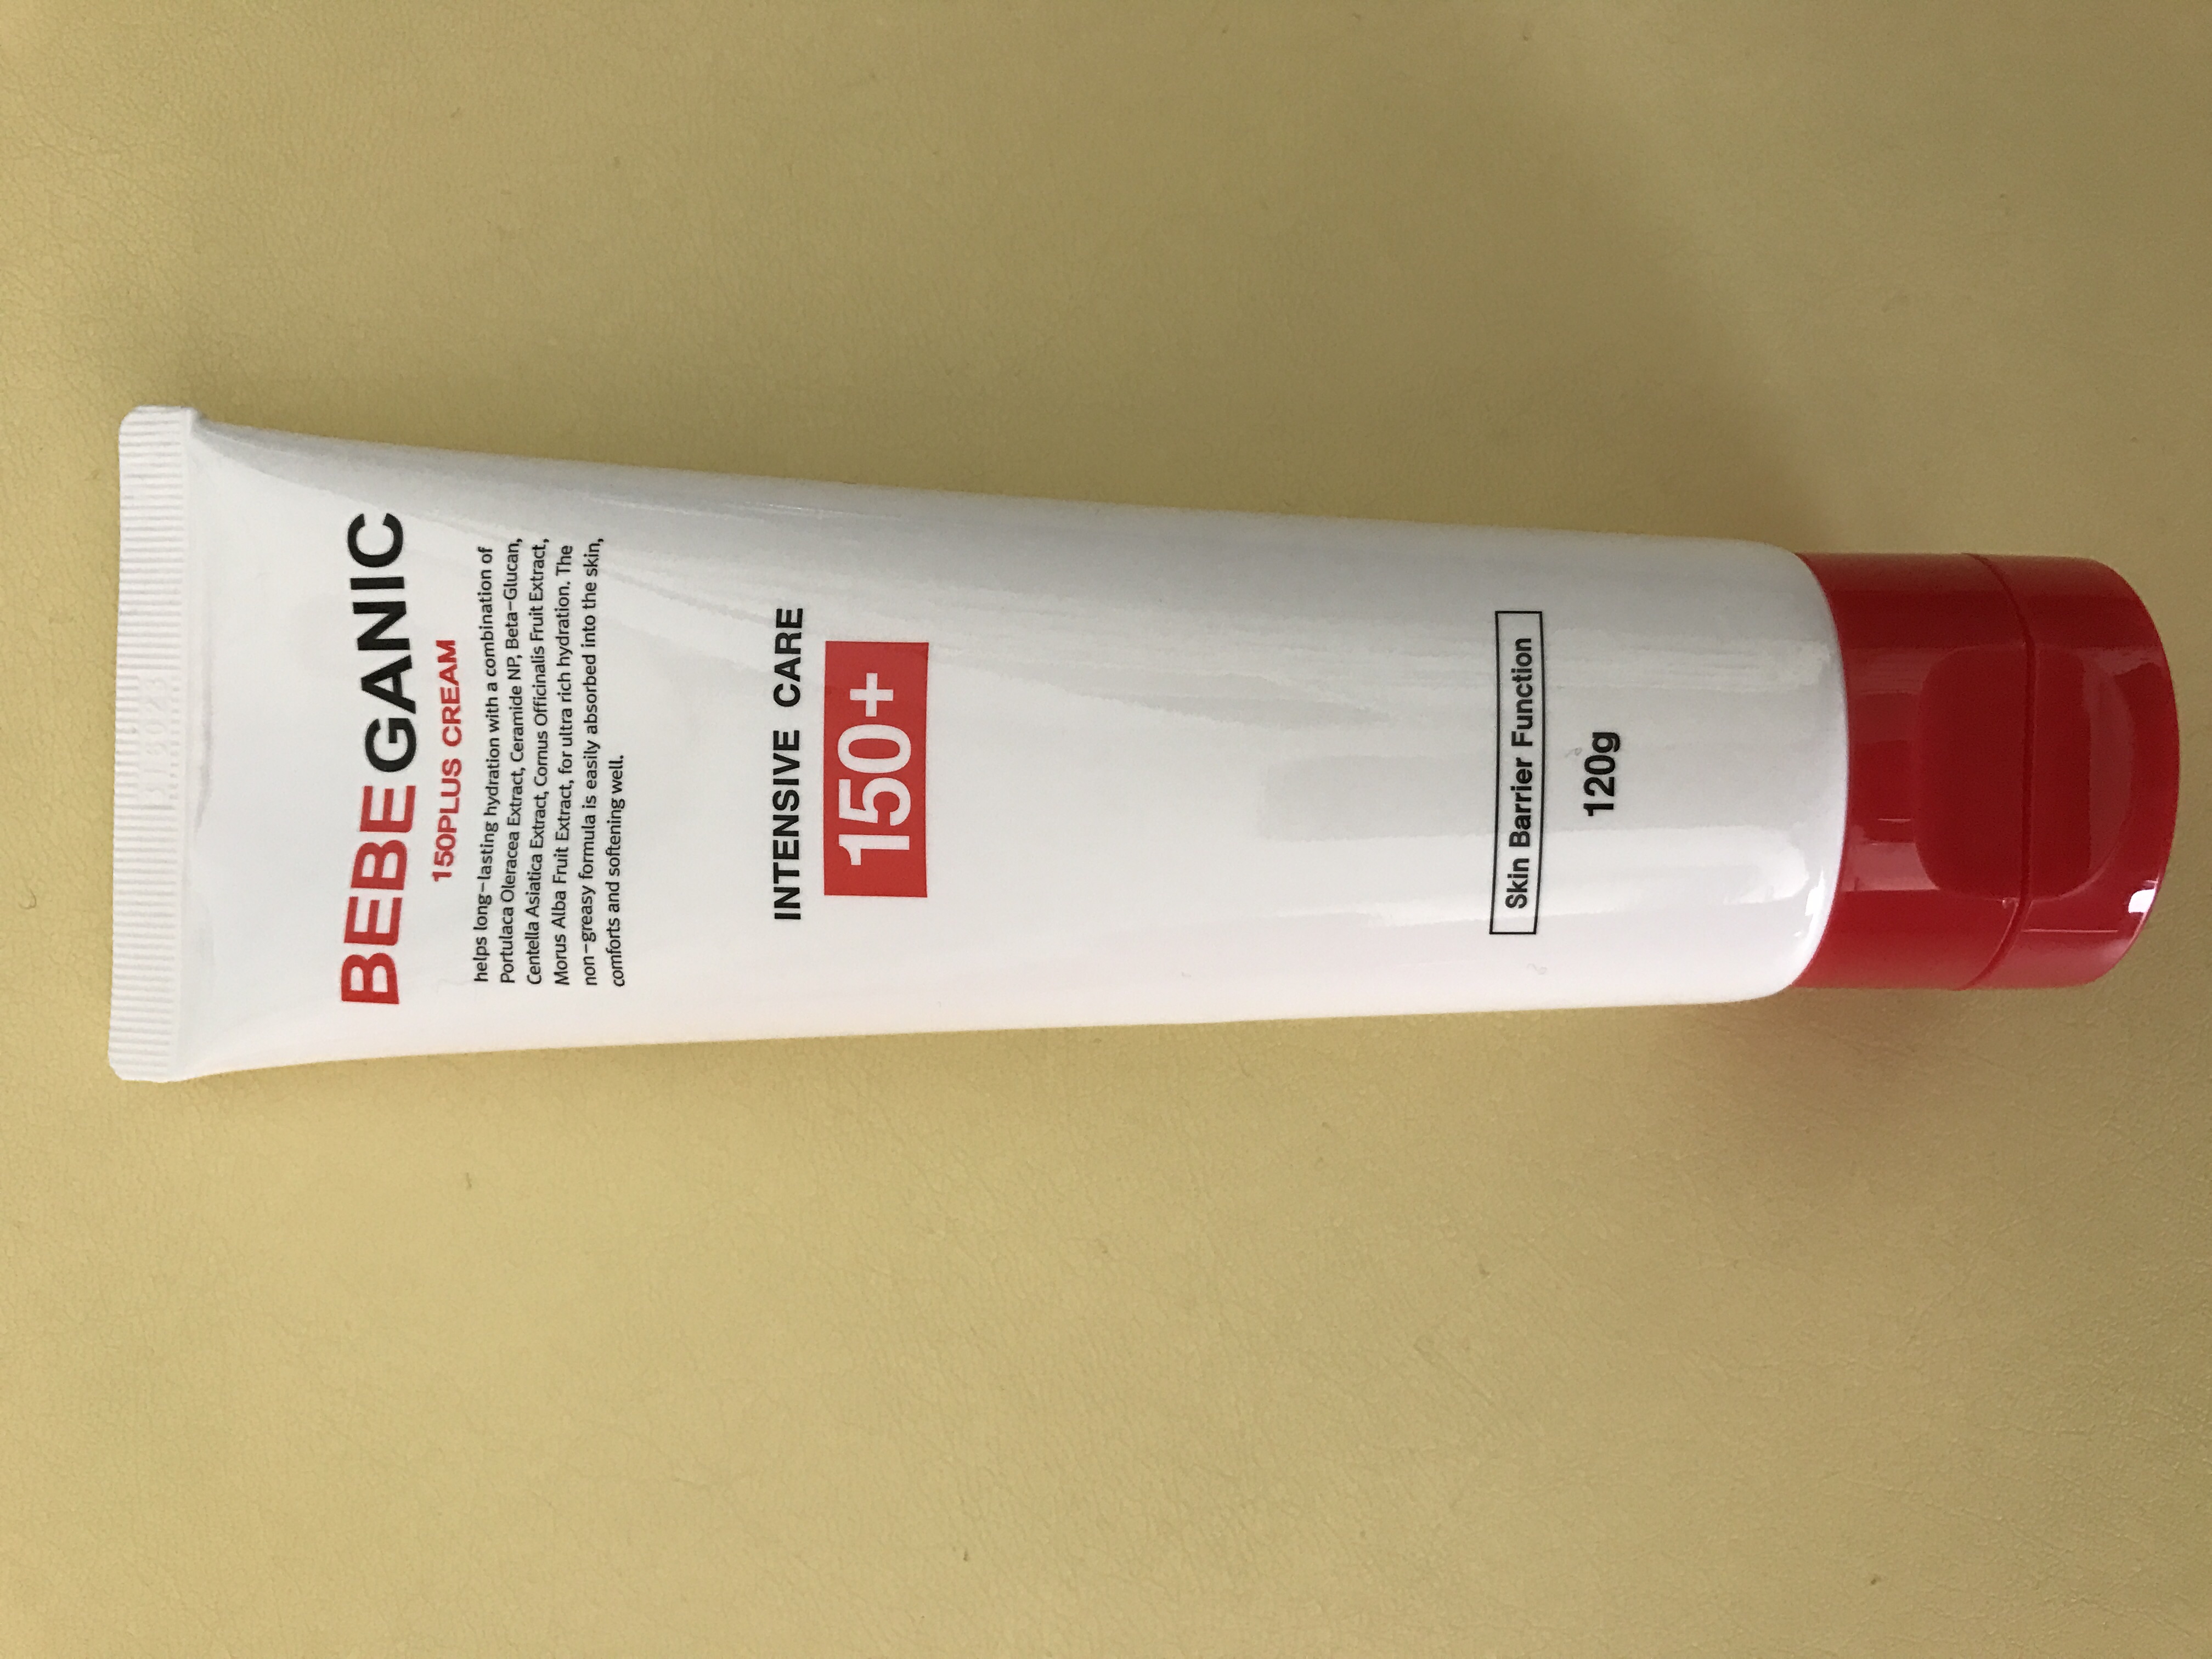 BEBEGANIC
150PLUS CREAM
helps long-lasting hydration with a combination of
Portulaca Oleracea Extract, Ceramide NP, Beta-Glucan,
Centella Asiatica Extract, Cornus Officinalis Fruit Extract,
Morus Alba Fruit Extract, for ultra rich hydration. The
non-greasy formula is easily absorbed into the skin,
comforts and softening well.
INTENSIVE CARE
150+
Skin Barrier Function
120g